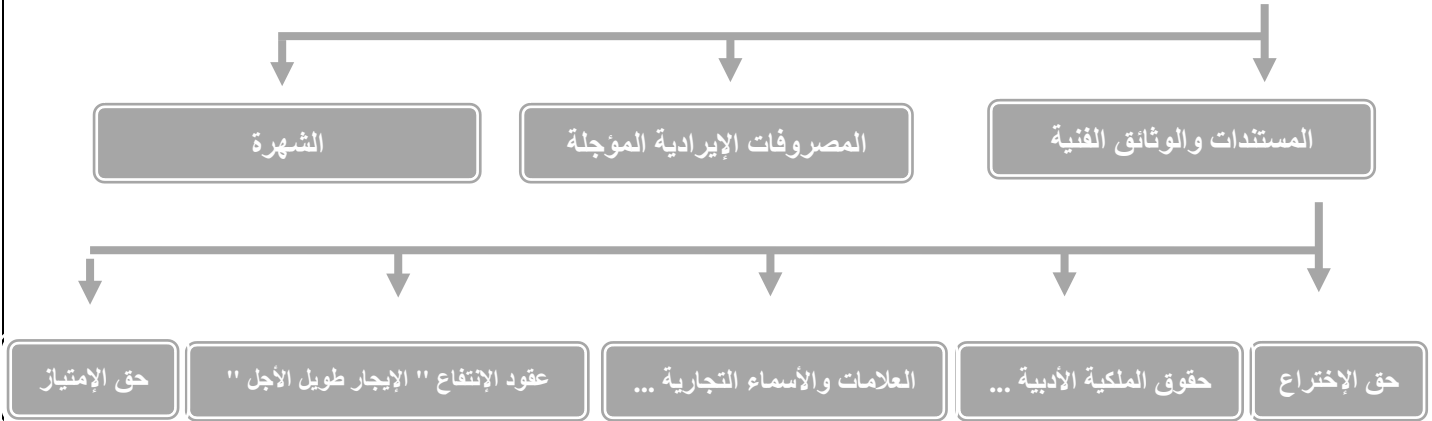 المستندات والوثائق الفنية
المصروفات الإيرادية المؤجلة
الشهرة
حق الإختراع
حقوق الملكية الأدبية ...
العلامات والأسماء التجارية ...
عقود الإنتفاع " الإيجار طويل الأجل "
حق الإمتياز